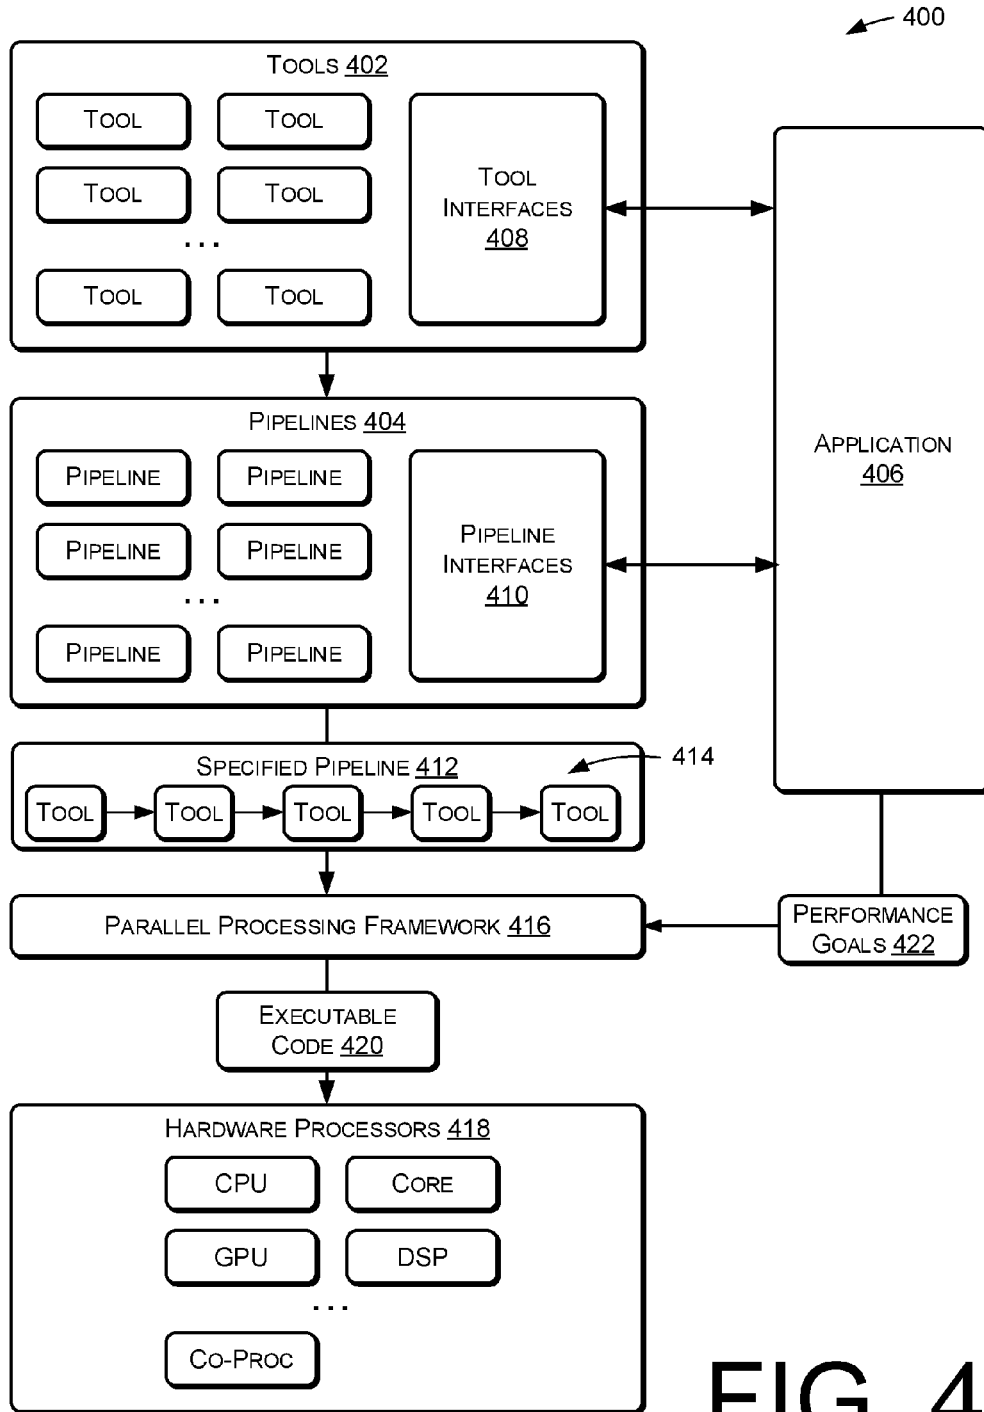 400
TOOLS 402
TOOL TOOL
TOOL TOOL
...
TOOL TOOL
TOOL
INTERFACES
408
PIPELINES 404
PIPELINE PIPELINE
PIPELINE PIPELINE
...
PIPELINE PIPELINE
PIPELINE
INTERFACES
410
APPLICATION
406
SPECIFIED PIPELINE 412
414
TOOL TOOL TOOL TOOL TOOL
PARALLEL PROCESSING FRAMEWORK 416
PERFORMANCE
GOALS 422
EXECUTABLE
CODE 420
HARDWARE PROCESSORS 418
CPU CORE
GPU DSP
...
CO-PROC
FIG. 4